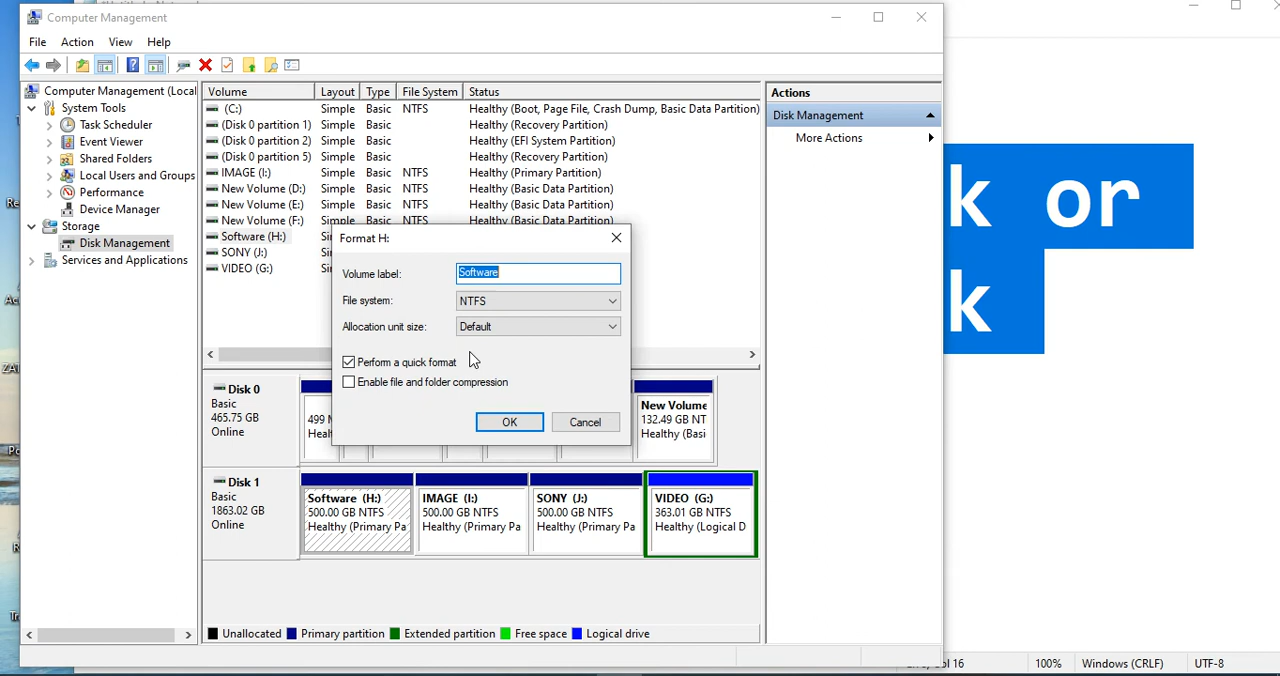 Computer Management
File Action View Help
Computer Management (Local
System Tools
Task Scheduler
Event Viewer
Shared Folders
Local Users and Groups
Performance
Device Manager
Storage
Disk Management
Services and Applications
Volume Layout Type File System Status
(C:) Simple Basic NTFS Healthy (Boot, Page File, Crash Dump, Basic Data Partition)
(Disk 0 partition 1) Simple Basic Healthy (Recovery Partition)
(Disk 0 partition 2) Simple Basic Healthy (EFI System Partition)
(Disk 0 partition 5) Simple Basic Healthy (Recovery Partition)
IMAGE (I:) Simple Basic NTFS Healthy (Primary Partition)
New Volume (D:) Simple Basic NTFS Healthy (Basic Data Partition)
New Volume (E:) Simple Basic NTFS Healthy (Basic Data Partition)
New Volume (F:) Simple Basic NTFS Healthy (Basic Data Partition)
Software (H:)
SONY (J:)
VIDEO (G:)
Format H:
Volume label: Software
File system: NTFS
Allocation unit size: Default
Perform a quick format
Enable file and folder compression
OK Cancel
Actions
Disk Management
More Actions
k or
k
Disk 0
Basic
465.75 GB
Online
499 M
Heal
New Volume
132.49 GB NT
Healthy (Basi
Disk 1
Basic
1863.02 GB
Online
Software (H:)
500.00 GB NTFS
Healthy (Primary Pa
IMAGE (I:)
500.00 GB NTFS
Healthy (Primary Pa
SONY (J:)
500.00 GB NTFS
Healthy (Primary Pa
VIDEO (G:)
363.01 GB NTFS
Healthy (Logical D
Unallocated Primary partition Extended partition Free space Logical drive
16 100% Windows (CRLF) UTF-8